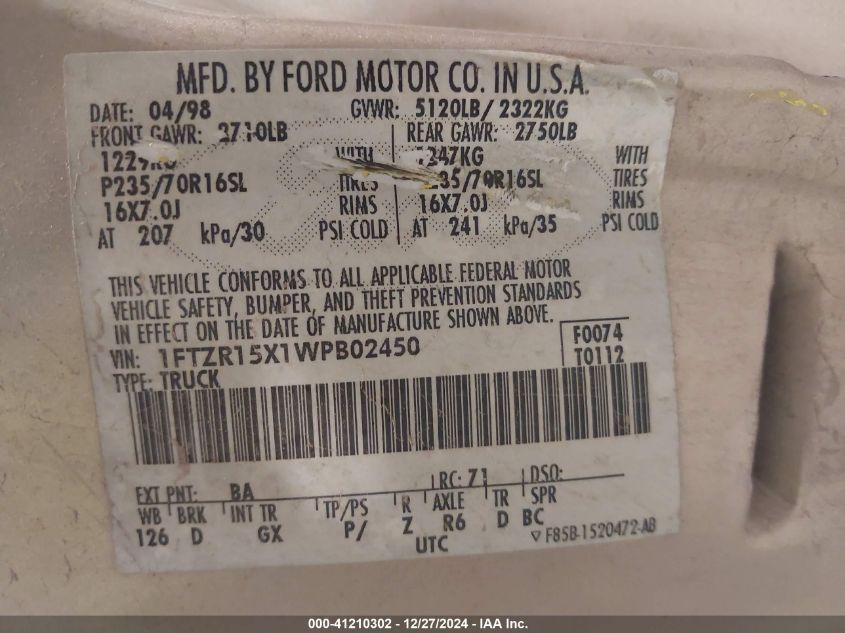 MFD. BY FORD MOTOR CO. IN U.S.A.
DATE: 04/98 GVWR: 5120LB/ 2322KG
FRONT GAWR: 2710LB REAR GAWR: 2750LB
1229KG WITH 1247KG WITH
P235/70R16SL TIRES P235/70R16SL TIRES
16X7.0J RIMS 16X7.0J RIMS
AT 207 kPa/30 PSI COLD AT 241 kPa/35 PSI COLD
THIS VEHICLE CONFORMS TO ALL APPLICABLE FEDERAL MOTOR
VEHICLE SAFETY, BUMPER, AND THEFT PREVENTION STANDARDS
IN EFFECT ON THE DATE OF MANUFACTURE SHOWN ABOVE.
VIN: 1FTZR15X1WPB02450 F0074
TYPE: TRUCK T0112
EXT PNT: BA RC: 71 DSO:
WB BRK INT TR TP/PS R AXLE TR SPR
126 D GX P/ Z R6 D BC
UTC F85B-1520472-AB
000-41210302 - 12/27/2024 - IAA Inc.